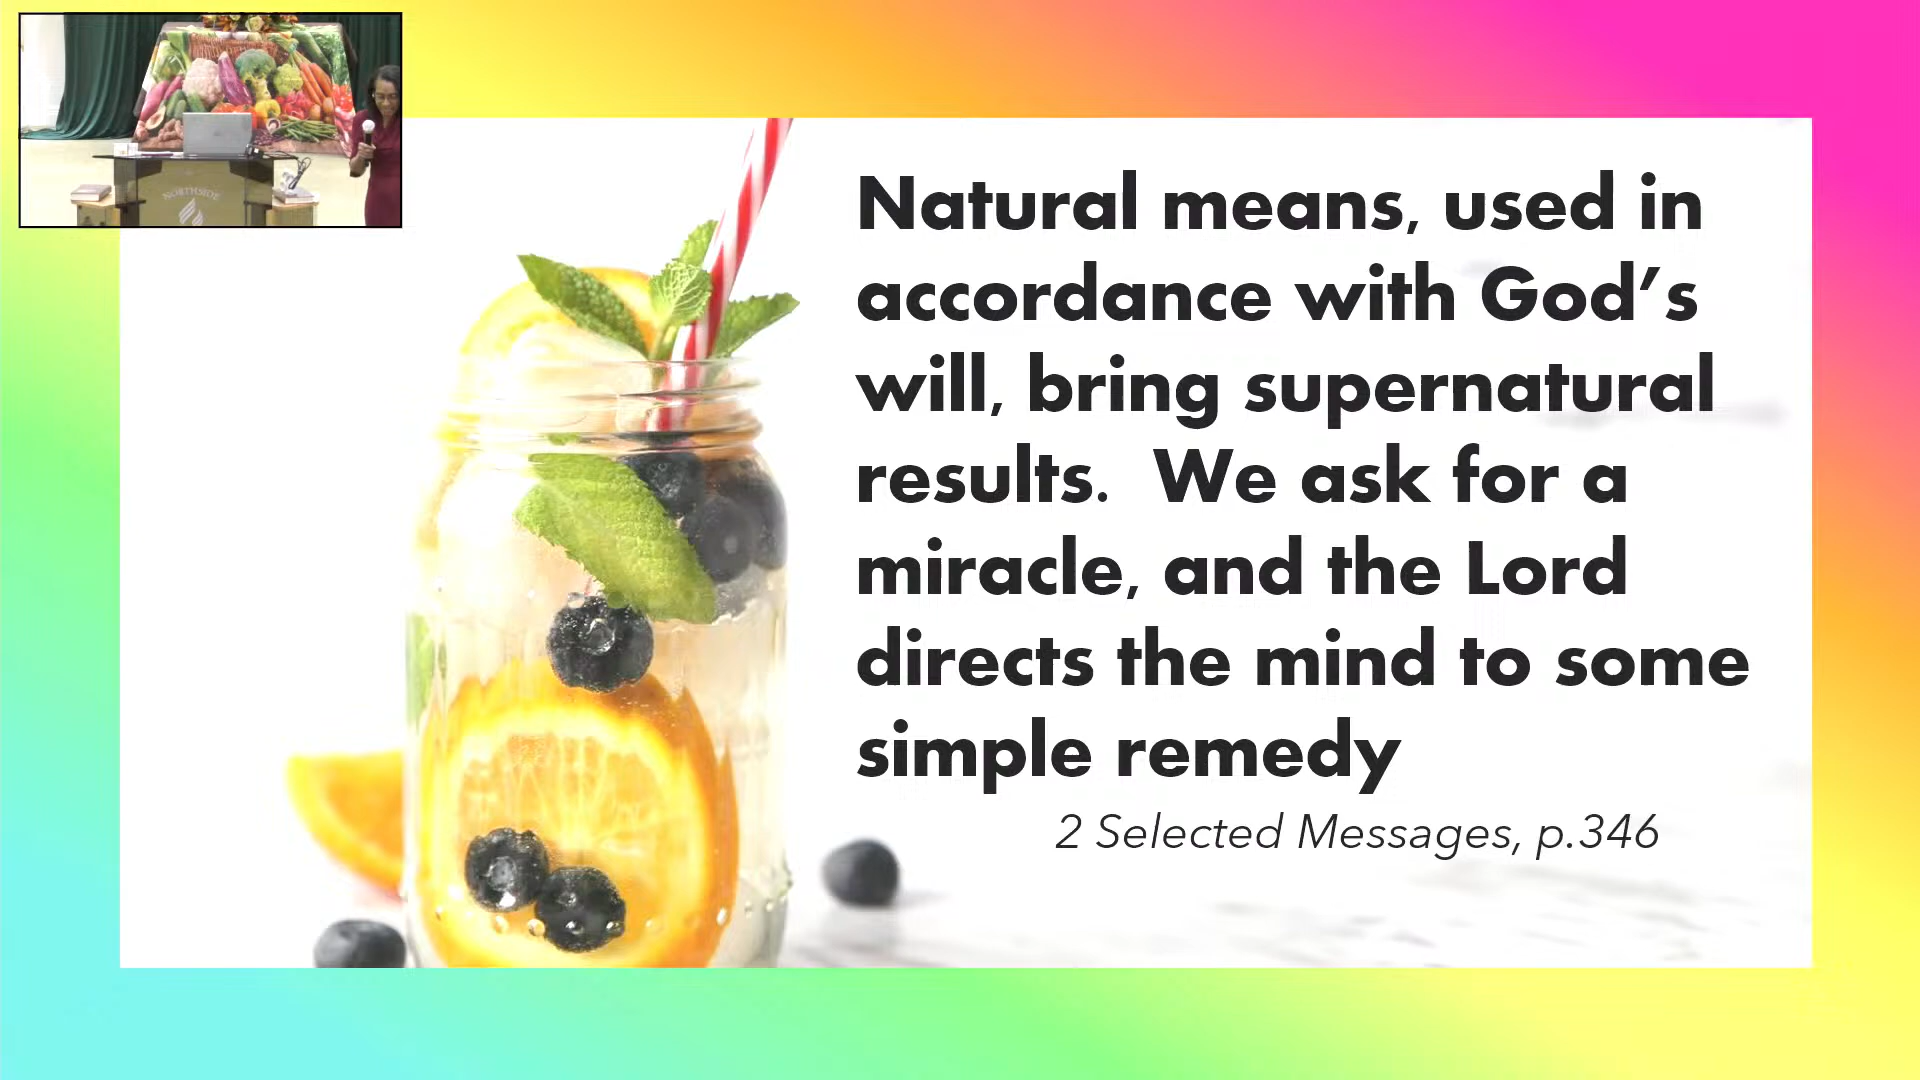 NORTHSIDE
Natural means, used in
accordance with God’s
will, bring supernatural
results.  We ask for a
miracle, and the Lord
directs the mind to some
simple remedy
2 Selected Messages, p.346